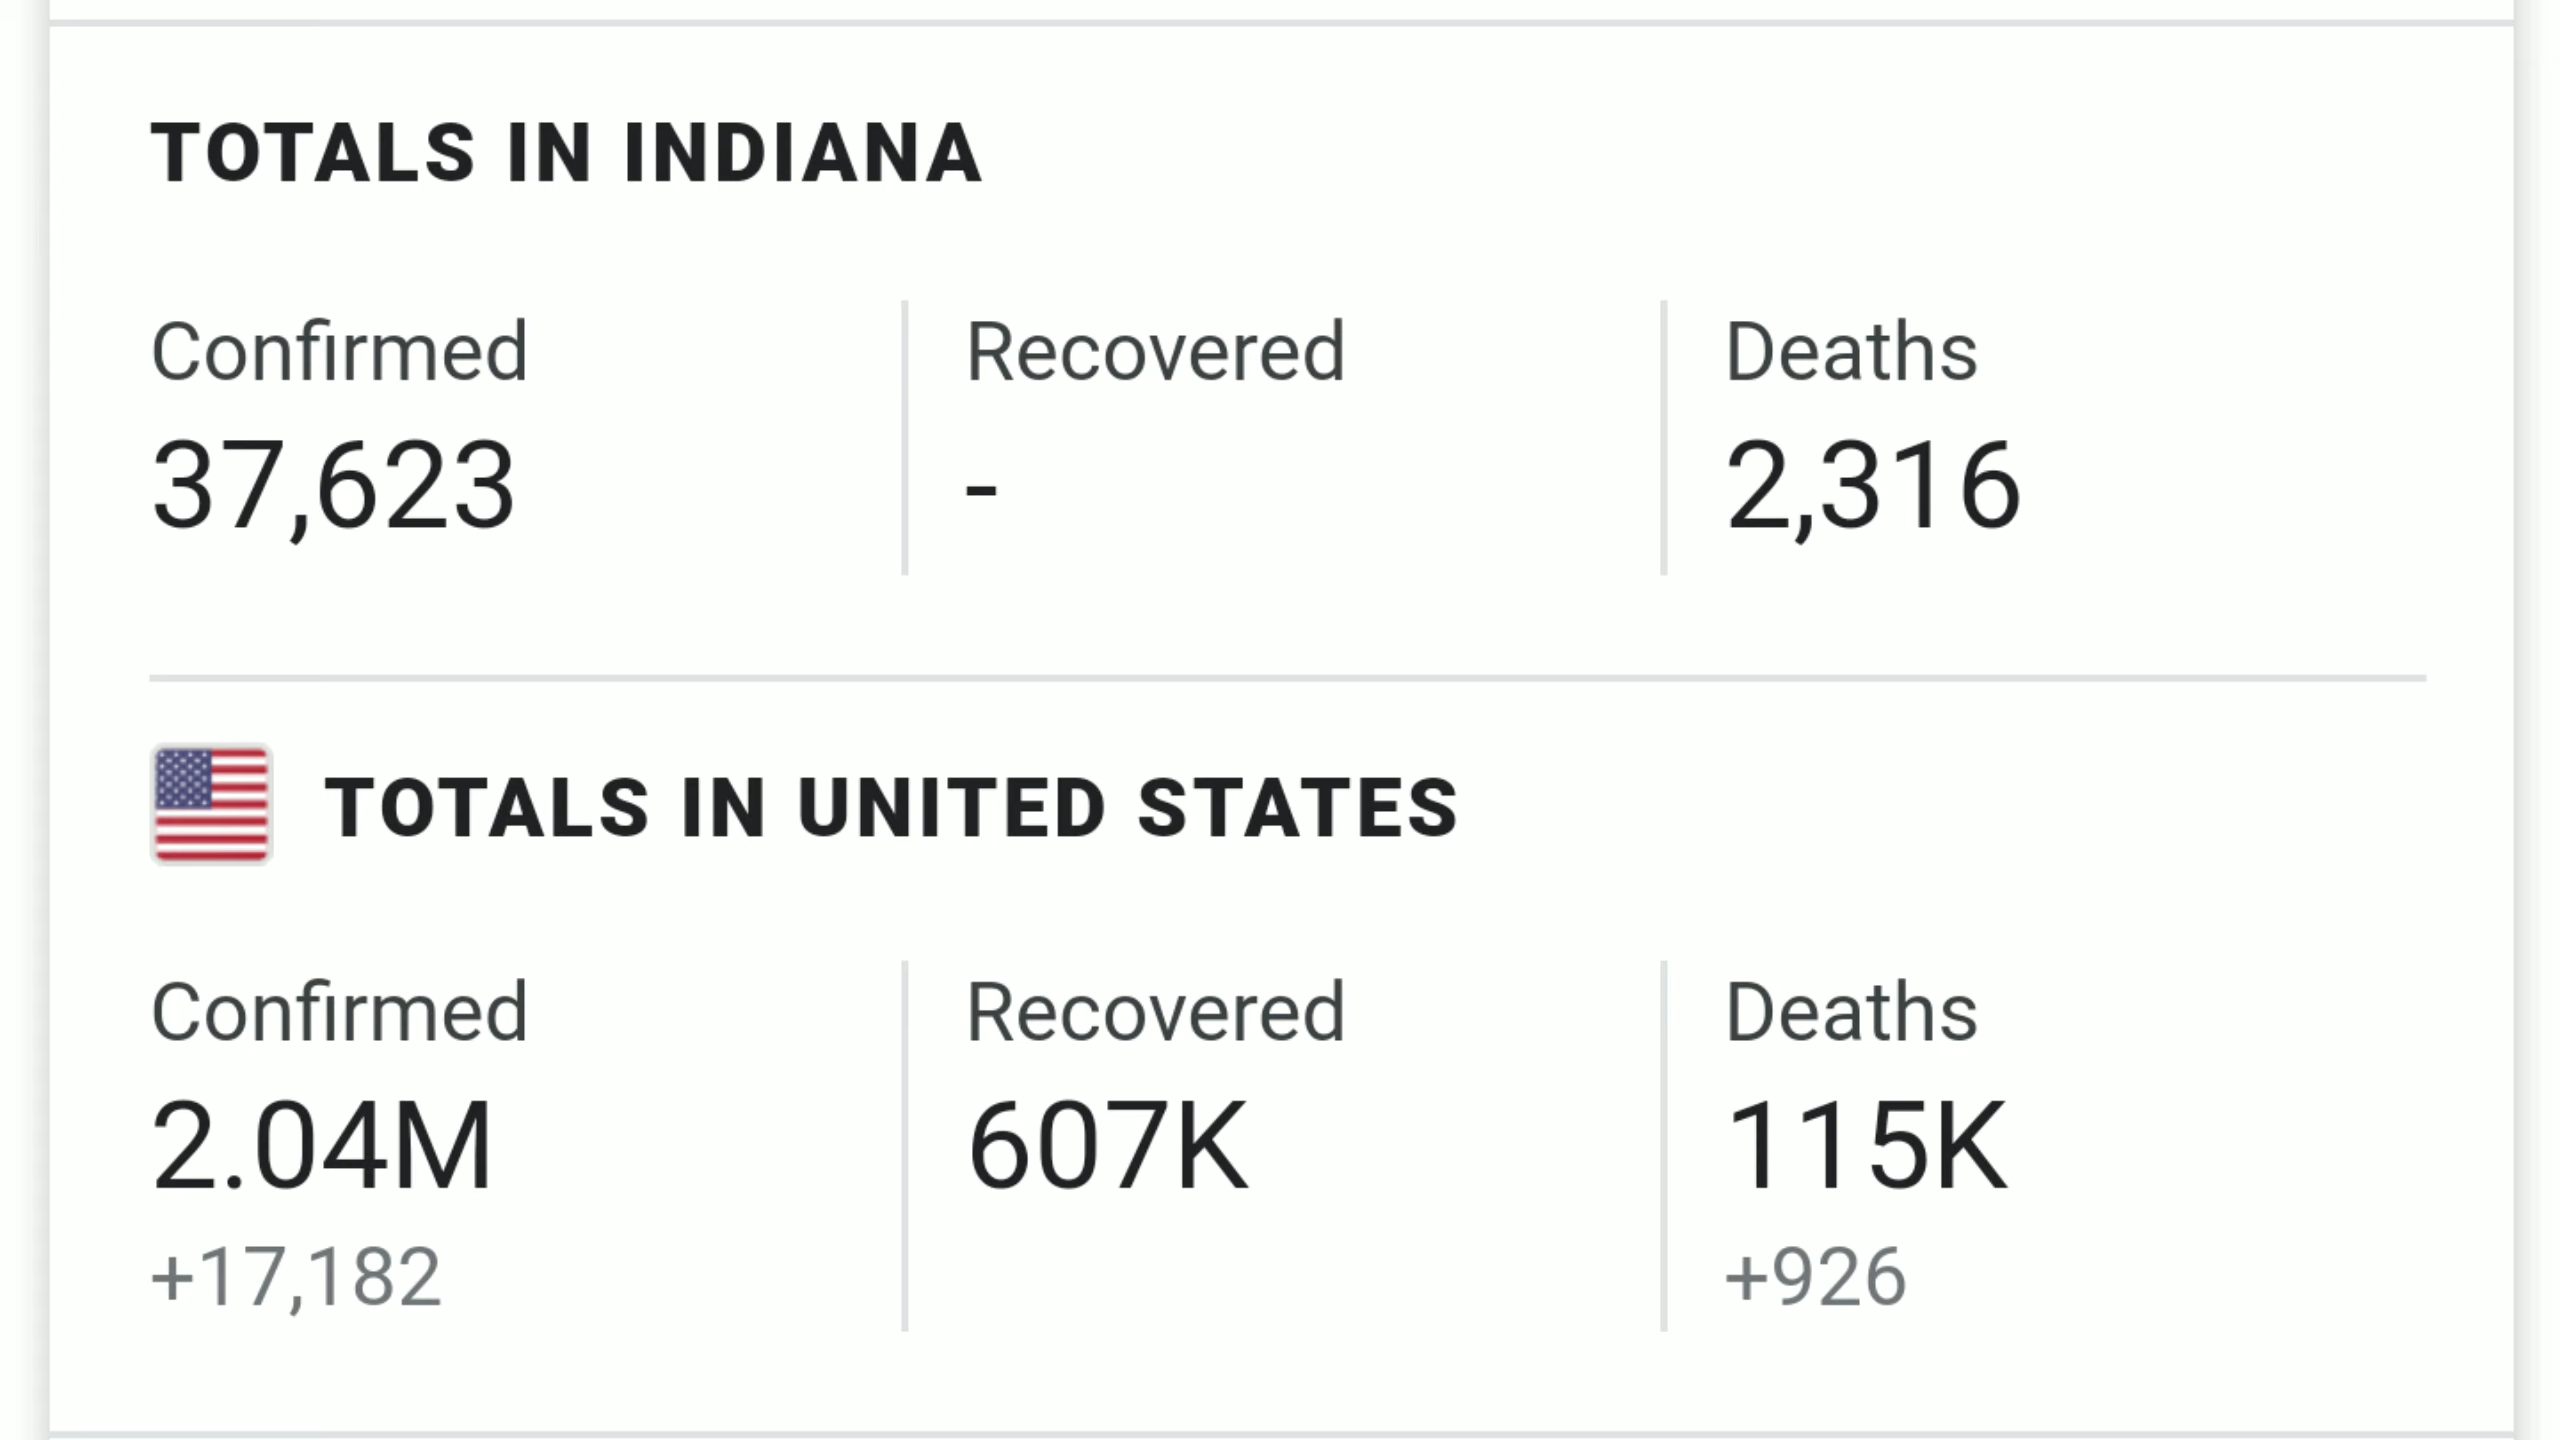 TOTALS IN INDIANA
Confirmed
37,623
Recovered
-
Deaths
2,316
TOTALS IN UNITED STATES
Confirmed
2.04M
+17,182
Recovered
607K
Deaths
115K
+926